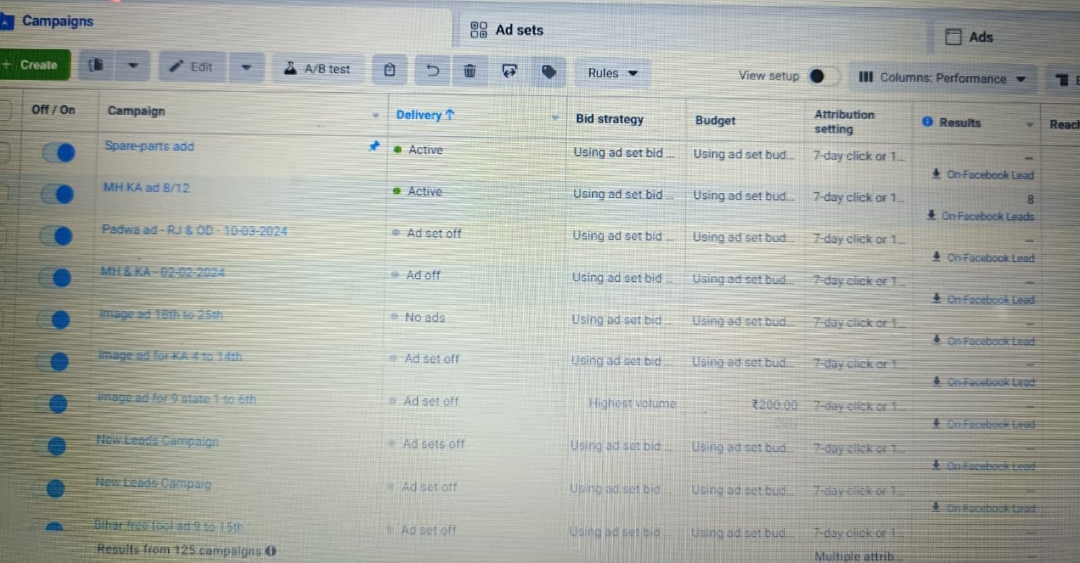 Campaigns
Ad sets
Ads
+ Create
Edit
A/B test
Rules
View setup
Columns: Performance
Off / On
Campaign
Delivery ↑
Bid strategy
Budget
Attribution setting
Results
Reach
Spare-parts add
Active
Using ad set bid ...
Using ad set bud...
7-day click or 1...
—
On-Facebook Lead
MH KA ad 8/12
Active
Using ad set bid ...
Using ad set bud...
7-day click or 1...
8
On-Facebook Leads
Padwa ad - RJ & OD - 10-03-2024
Ad set off
Using ad set bid ...
Using ad set bud...
7-day click or 1...
—
On-Facebook Lead
MH & KA - 02-02-2024
Ad off
Using ad set bid ...
Using ad set bud...
7-day click or 1...
—
On-Facebook Lead
Image ad 18th to 25th
No ads
Using ad set bid ...
Using ad set bud...
7-day click or 1...
—
On-Facebook Lead
Image ad for KA 4 to 14th
Ad set off
Using ad set bid ...
Using ad set bud...
7-day click or 1...
—
On-Facebook Lead
image ad for 9 state 1 to 6th
Ad set off
Highest volume
₹200.00
7-day click or 1...
—
On-Facebook Lead
New Leads Campaign
Ad sets off
Using ad set bid ...
Using ad set bud...
7-day click or 1...
—
On-Facebook Lead
New Leads Campaig
Ad set off
Using ad set bid ...
Using ad set bud...
7-day click or 1...
—
On-Facebook Lead
Bihar free tool ad 9 to 15th
Ad set off
Using ad set bid ...
Using ad set bud...
7-day click or 1...
—
Results from 125 campaigns
Multiple attrib...
—